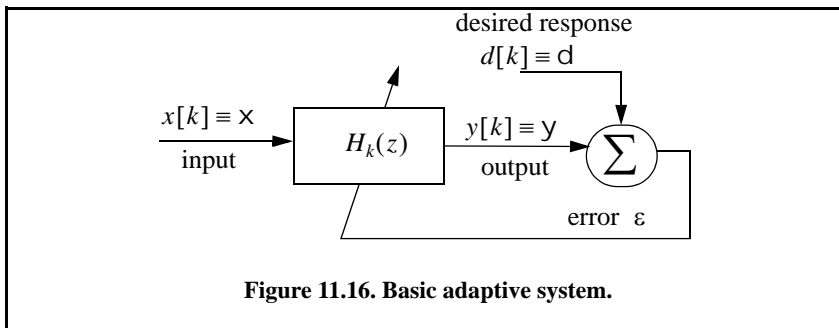 desired response
d[k] ≡ d
x[k] ≡ x
input
H_k(z)
y[k] ≡ y
output
Σ
error ε
Figure 11.16. Basic adaptive system.